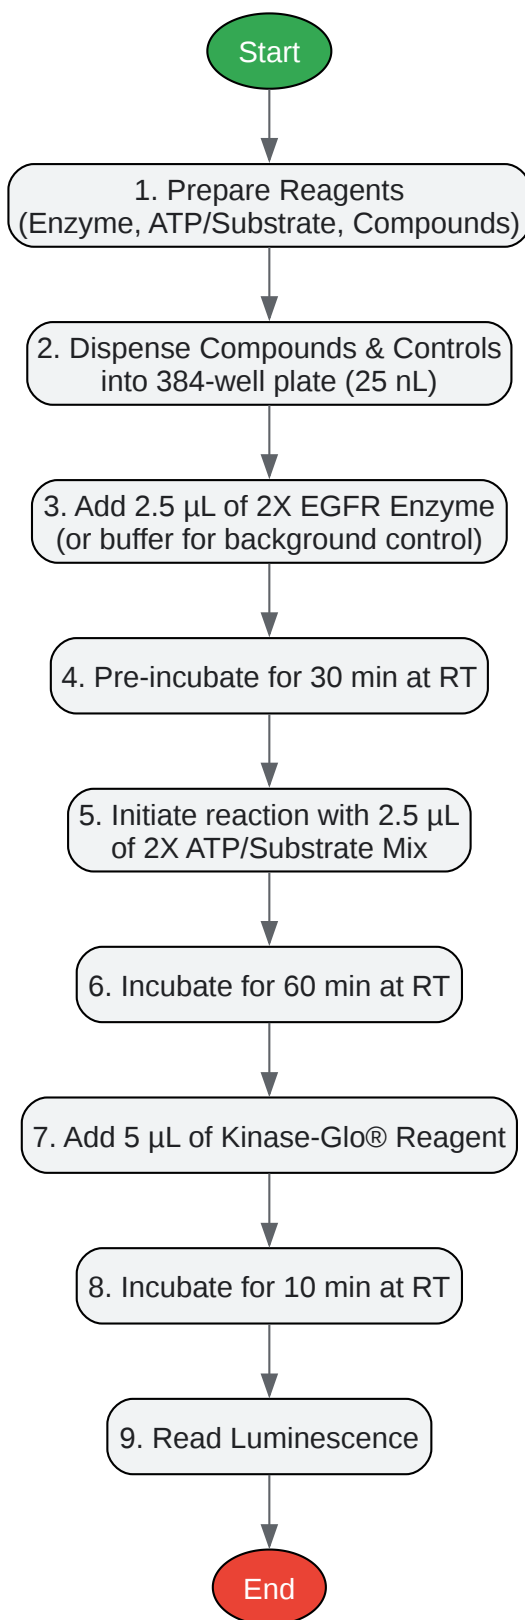 Start
1. Prepare Reagents
(Enzyme, ATP/Substrate, Compounds)
2. Dispense Compounds & Controls
into 384-well plate (25 nL)
3. Add 2.5 µL of 2X EGFR Enzyme
(or buffer for background control)
4. Pre-incubate for 30 min at RT
5. Initiate reaction with 2.5 µL
of 2X ATP/Substrate Mix
6. Incubate for 60 min at RT
7. Add 5 µL of Kinase-Glo® Reagent
8. Incubate for 10 min at RT
9. Read Luminescence
End